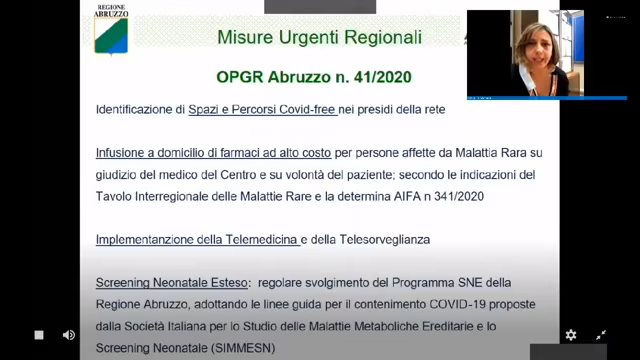 REGIONE
ABRUZZO
Misure Urgenti Regionali
OPGR Abruzzo n. 41/2020
Identificazione di Spazi e Percorsi Covid-free nei presidi della rete
Infusione a domicilio di farmaci ad alto costo per persone affette da Malattia Rara su
giudizio del medico del Centro e su volontà del paziente; secondo le indicazioni del
Tavolo Interregionale delle Malattie Rare e la determina AIFA n 341/2020
Implementanzione della Telemedicina e della Telesorveglianza
Screening Neonatale Esteso: regolare svolgimento del Programma SNE della
Regione Abruzzo, adottando le linee guida per il contenimento COVID-19 proposte
dalla Società Italiana per lo Studio delle Malattie Metaboliche Ereditarie e lo
Screening Neonatale (SIMMESN)